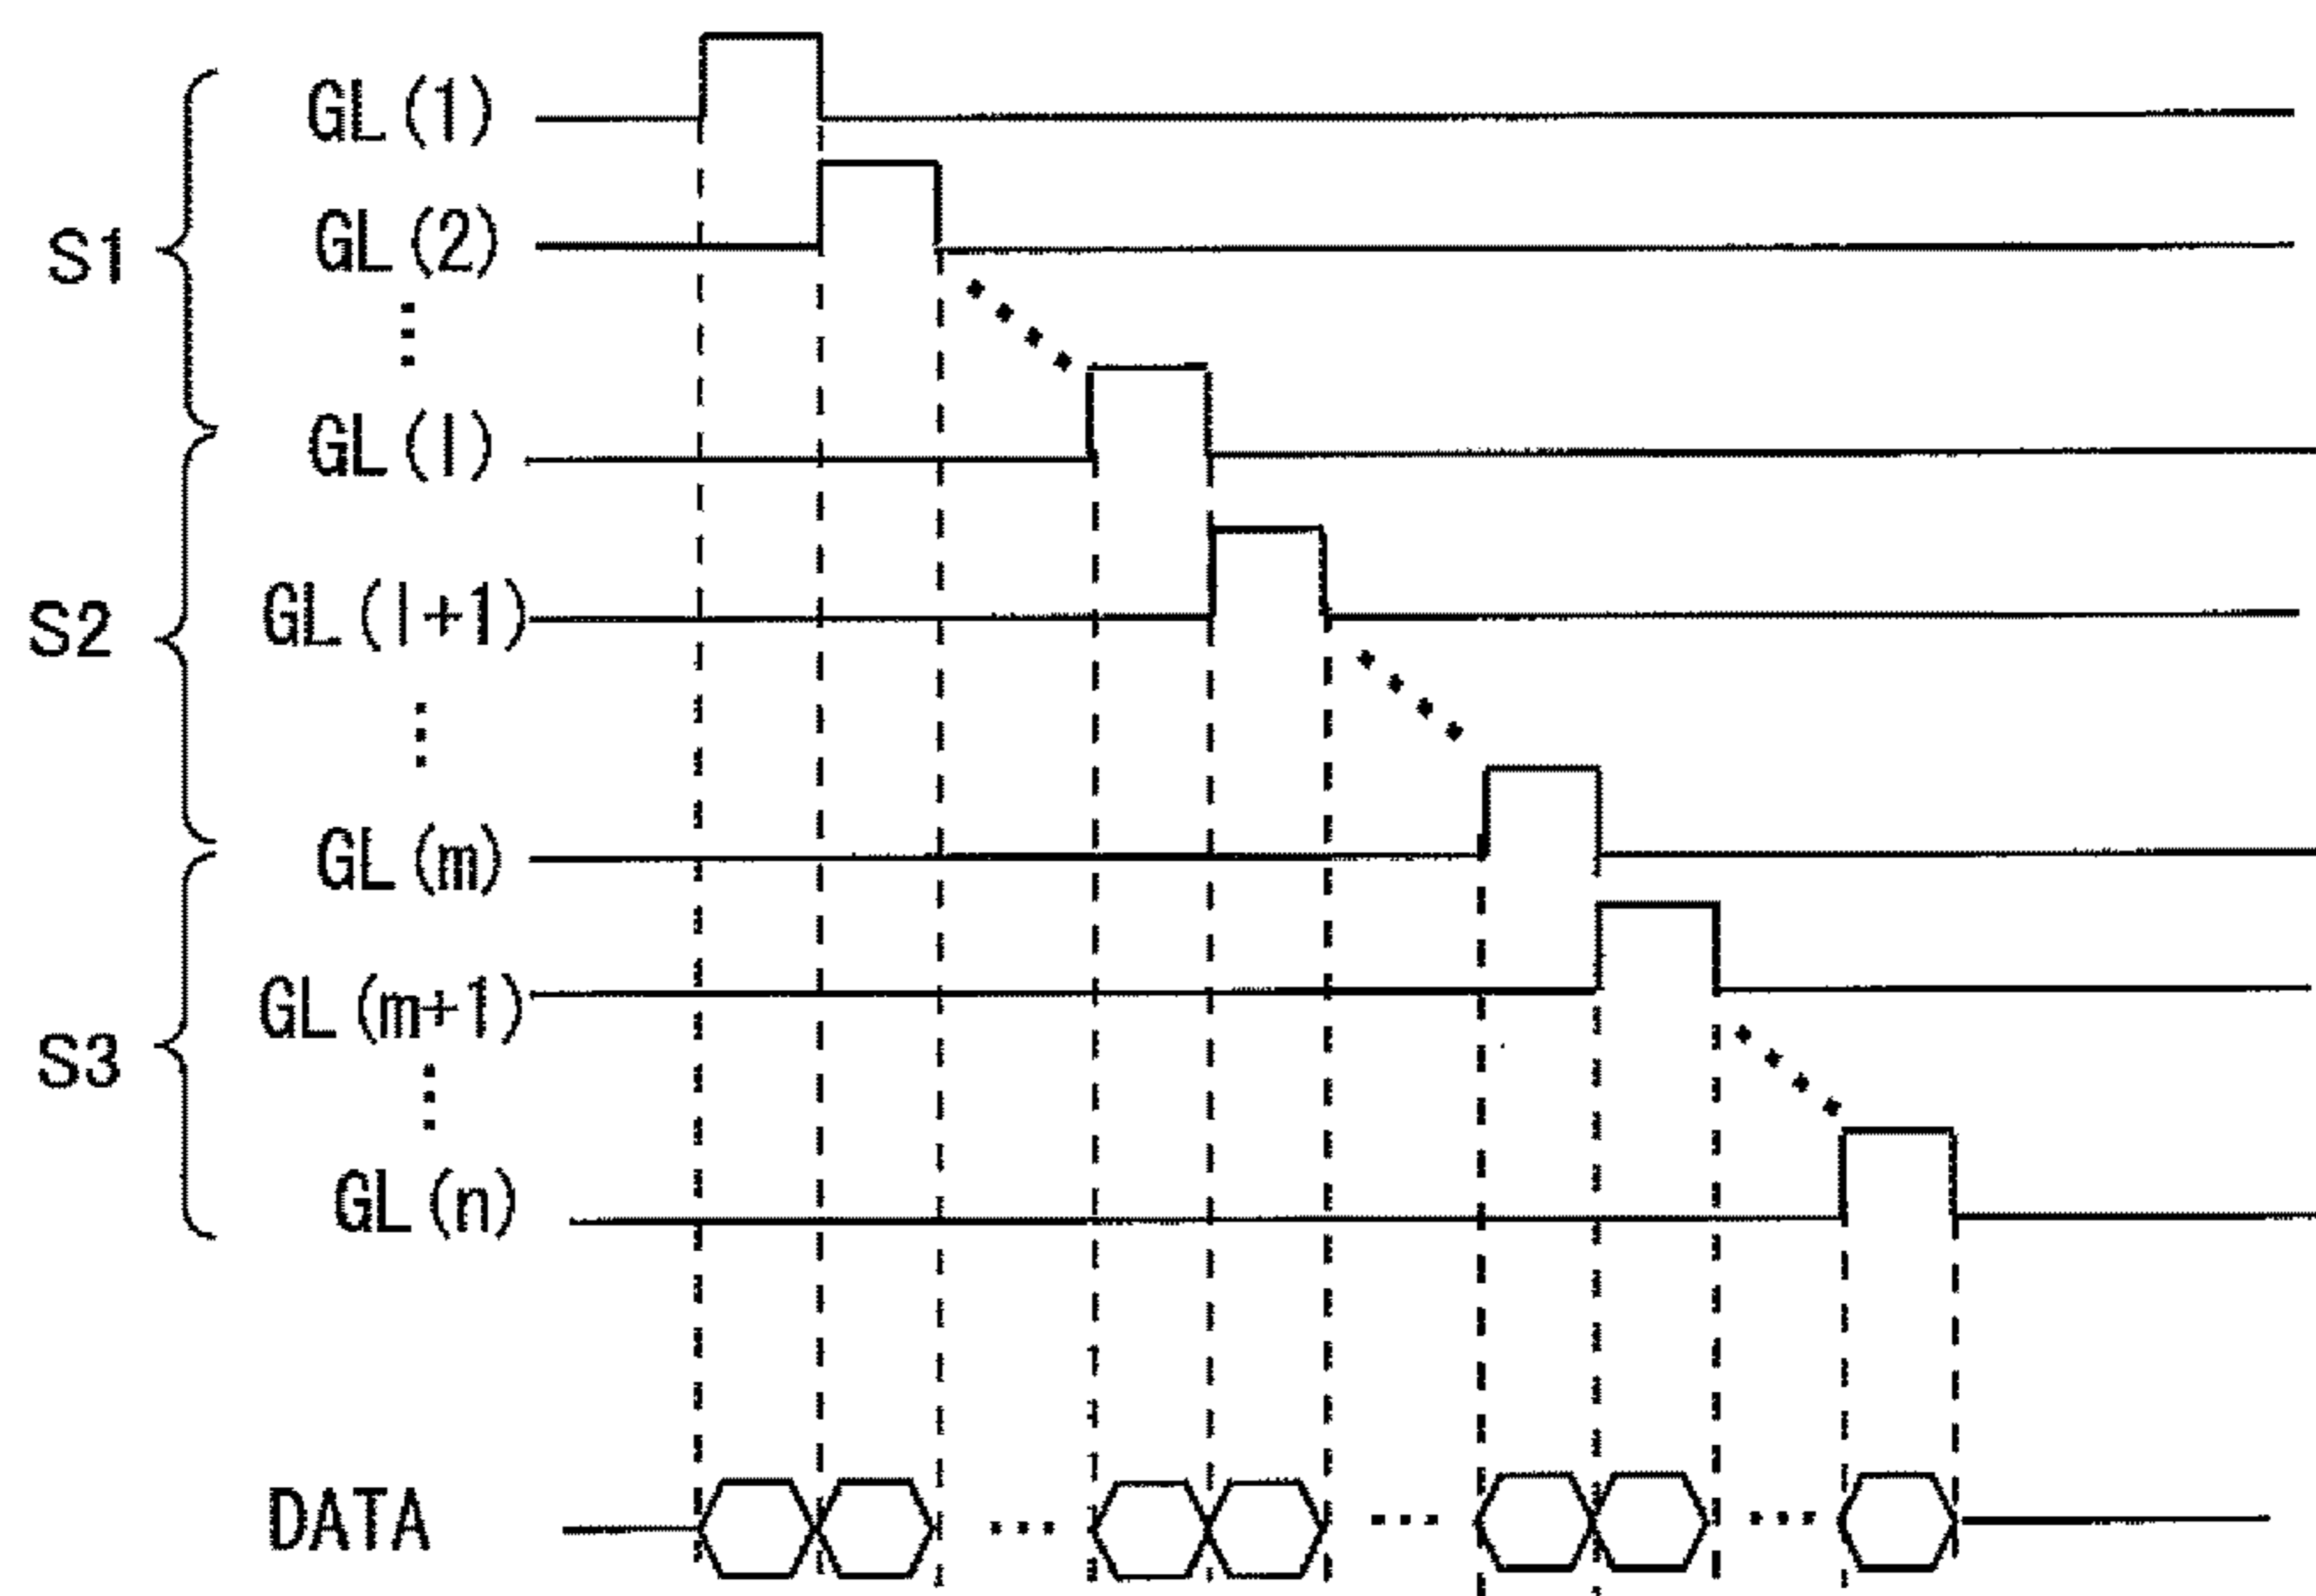 GL(1)
S1
GL(2)
GL(l)
S2
GL(l+1)
GL(m)
GL(m+1)
S3
GL(n)
DATA